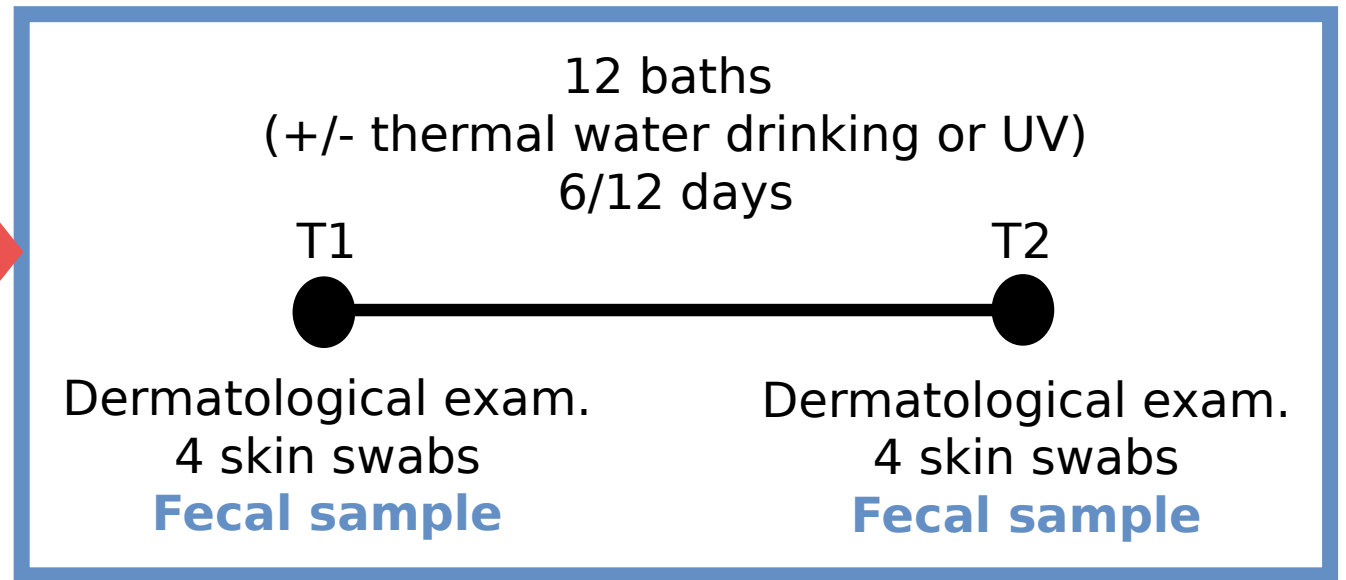 12 baths
(+/- thermal water drinking or UV)
6/12 days
T1
T2
Dermatological exam.
4 skin swabs
Fecal sample
Dermatological exam.
4 skin swabs
Fecal sample